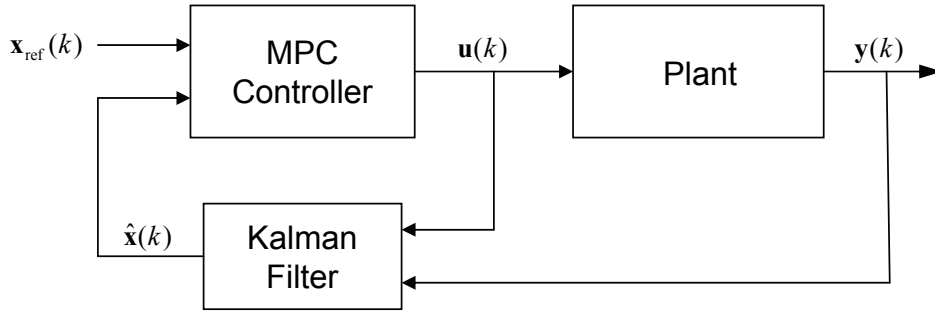 𝐱_ref(k)
MPC
Controller
𝐮(k)
Plant
𝐲(k)
𝐱̂(k)
Kalman
Filter